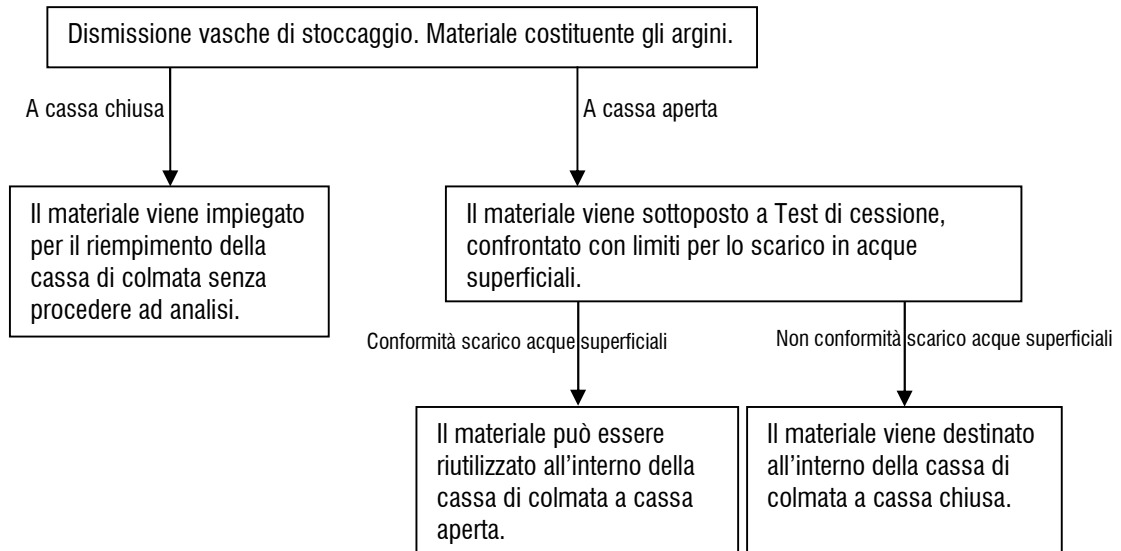 Dismissione vasche di stoccaggio. Materiale costituente gli argini.
A cassa chiusa
A cassa aperta
Il materiale viene impiegato
per il riempimento della
cassa di colmata senza
procedere ad analisi.
Il materiale viene sottoposto a Test di cessione,
confrontato con limiti per lo scarico in acque
superficiali.
Conformità scarico acque superficiali
Non conformità scarico acque superficiali
Il materiale può essere
riutilizzato all’interno della
cassa di colmata a cassa
aperta.
Il materiale viene destinato
all’interno della cassa di
colmata a cassa chiusa.